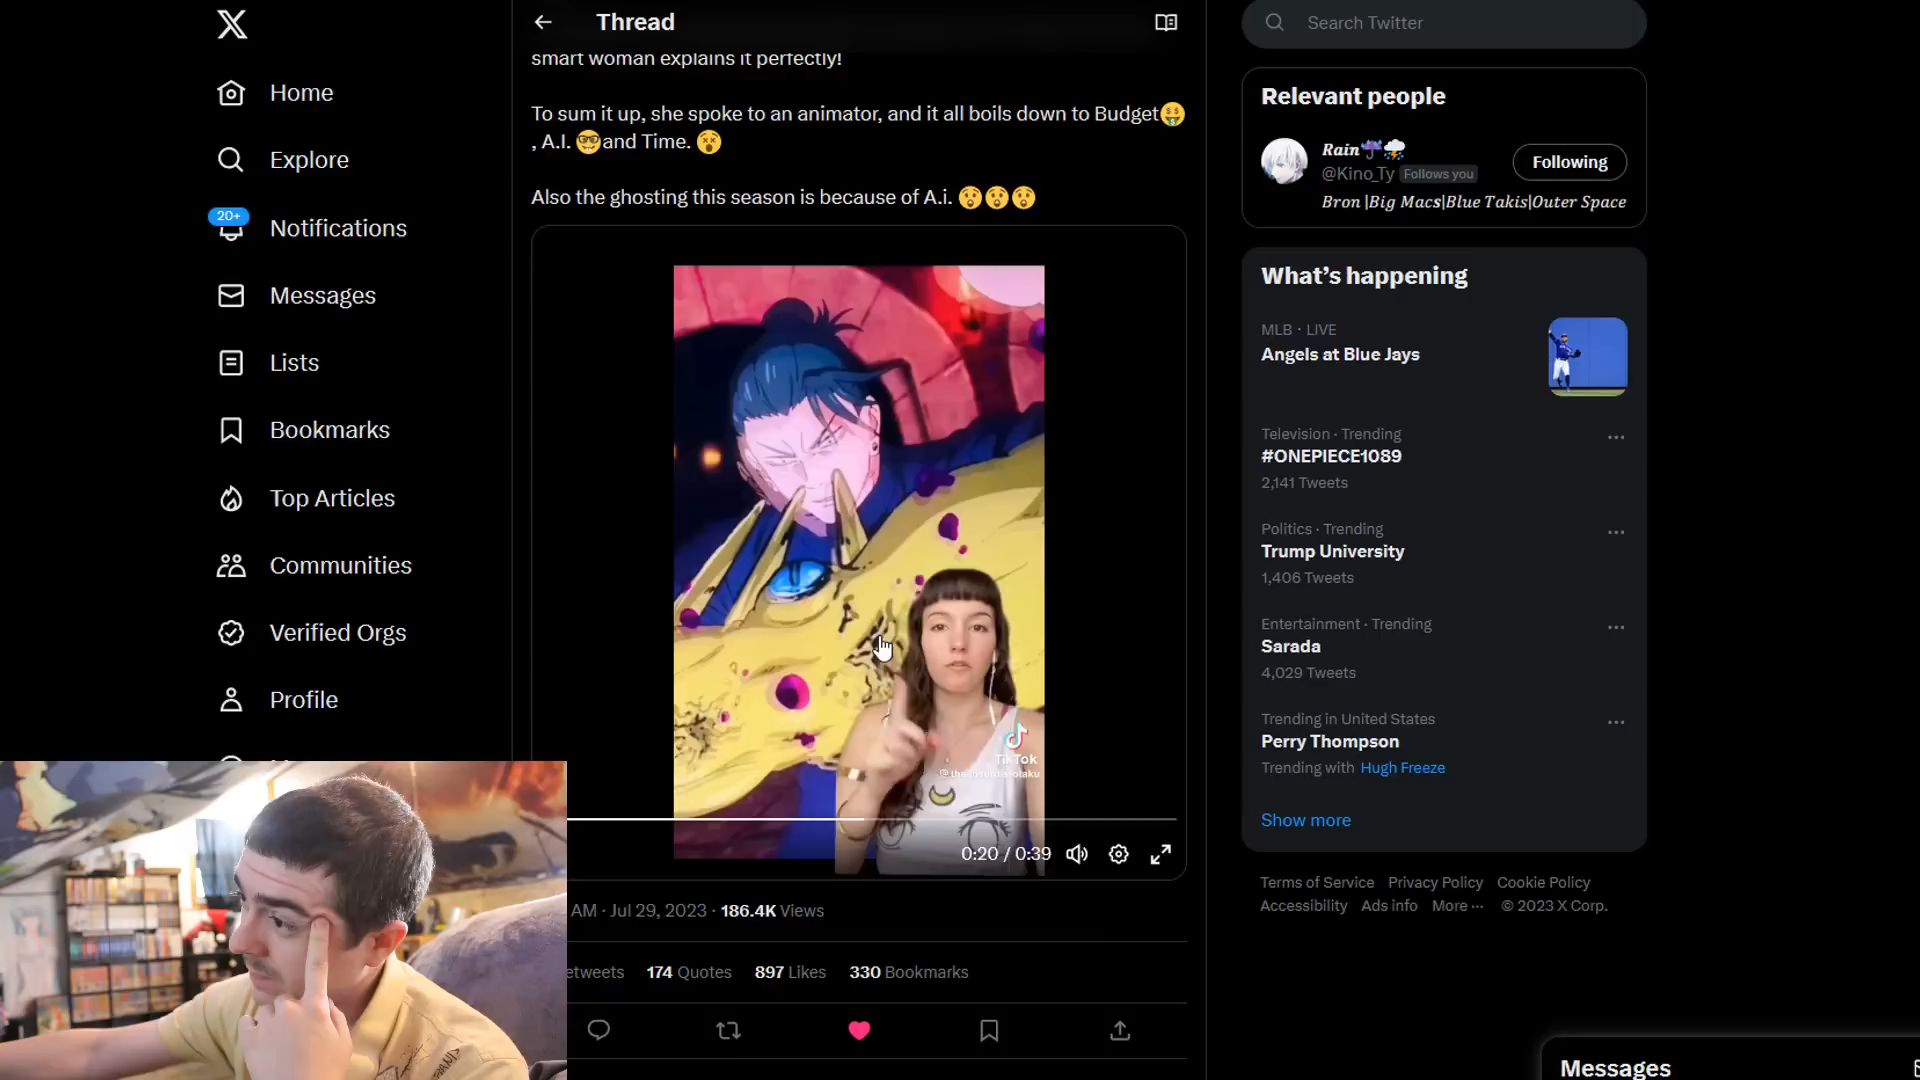 Thread
Search Twitter
Home
Explore
20+
Notifications
Messages
Lists
Bookmarks
Top Articles
Communities
Verified Orgs
Profile
smart woman explains it perfectly!
To sum it up, she spoke to an animator, and it all boils down to Budget🤑
, A.I. 🤓and Time. 😵
Also the ghosting this season is because of A.i. 😲😲😲
TikTok
0:20 / 0:39
AM · Jul 29, 2023 · 186.4K Views
174 Quotes 897 Likes 330 Bookmarks
Relevant people
Rain☔⛈
@Kino_Ty Follows you
Following
Bron |Big Macs|Blue Takis|Outer Space
What's happening
MLB · LIVE
Angels at Blue Jays
Television · Trending
#ONEPIECE1089
2,141 Tweets
Politics · Trending
Trump University
1,406 Tweets
Entertainment · Trending
Sarada
4,029 Tweets
Trending in United States
Perry Thompson
Trending with Hugh Freeze
Show more
Terms of Service Privacy Policy Cookie Policy
Accessibility Ads info More ··· © 2023 X Corp.
Messages